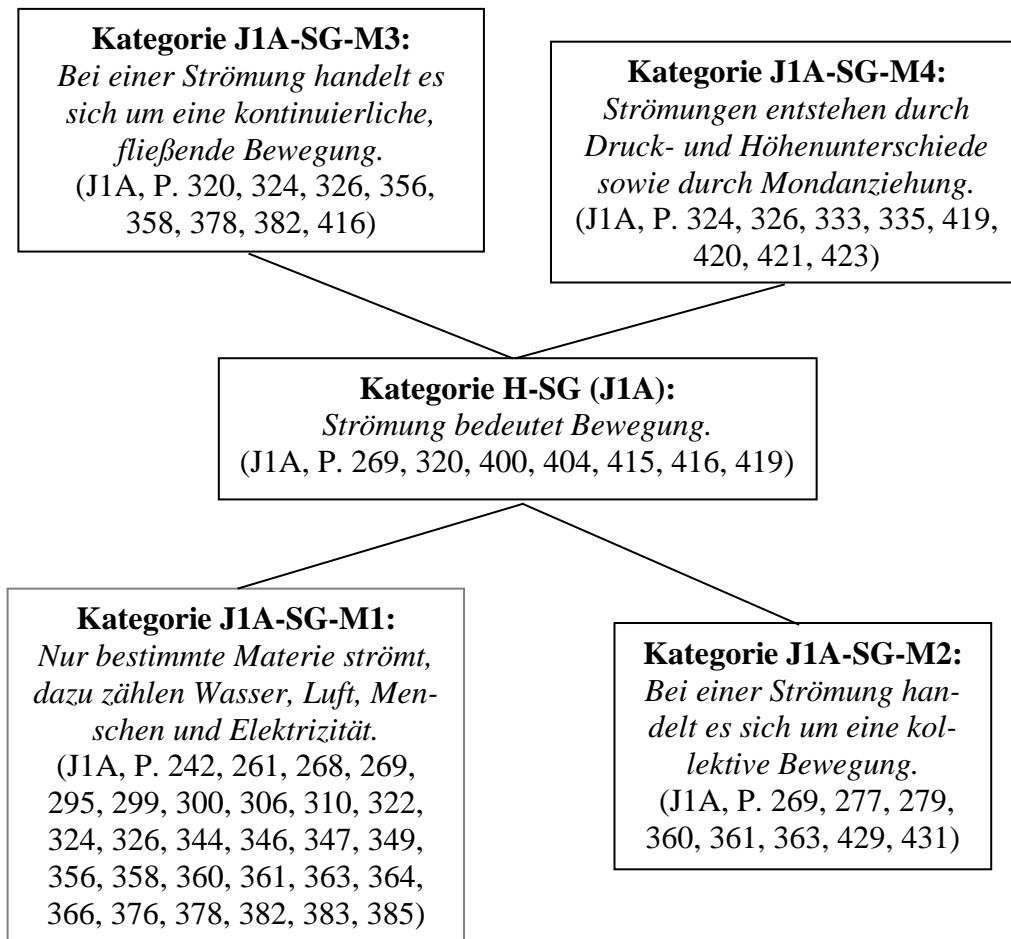 Kategorie J1A-SG-M3:
Bei einer Strömung handelt es
sich um eine kontinuierliche,
fließende Bewegung.
(J1A, P. 320, 324, 326, 356,
358, 378, 382, 416)
Kategorie J1A-SG-M4:
Strömungen entstehen durch
Druck- und Höhenunterschiede
sowie durch Mondanziehung.
(J1A, P. 324, 326, 333, 335, 419,
420, 421, 423)
Kategorie H-SG (J1A):
Strömung bedeutet Bewegung.
(J1A, P. 269, 320, 400, 404, 415, 416, 419)
Kategorie J1A-SG-M1:
Nur bestimmte Materie strömt,
dazu zählen Wasser, Luft, Men-
schen und Elektrizität.
(J1A, P. 242, 261, 268, 269,
295, 299, 300, 306, 310, 322,
324, 326, 344, 346, 347, 349,
356, 358, 360, 361, 363, 364,
366, 376, 378, 382, 383, 385)
Kategorie J1A-SG-M2:
Bei einer Strömung han-
delt es sich um eine kol-
lektive Bewegung.
(J1A, P. 269, 277, 279,
360, 361, 363, 429, 431)